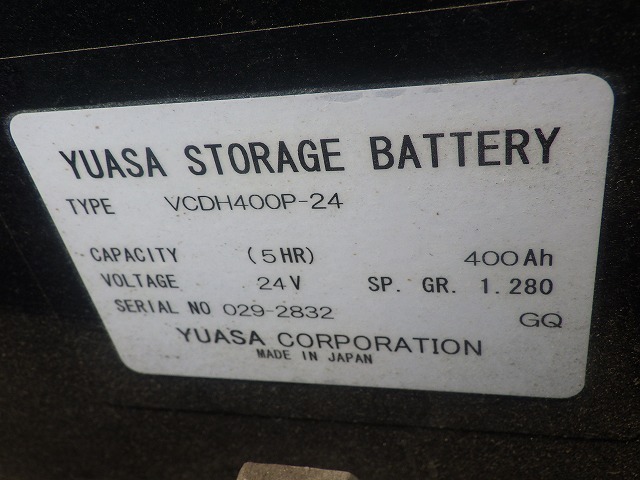 YUASA STORAGE BATTERY
TYPE VCDH400P-24
CAPACITY (5HR) 400Ah
VOLTAGE 24V SP. GR. 1.280
SERIAL NO 029-2832
GQ
YUASA CORPORATION
MADE IN JAPAN